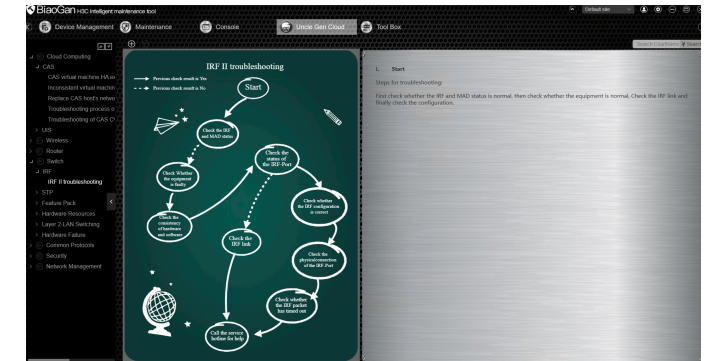 BiaoGan H3C intelligent maintenance tool
Default site
Device Management
Maintenance
Console
Uncle Gen Cloud
Tool Box
Cloud Computing
CAS
CAS virtual machine HA ex
Inconsistent virtual machin
Replace CAS host's networ
Troubleshooting process o
Troubleshooting of CAS CV
UIS
Wireless
Router
Switch
IRF
IRF II troubleshooting
STP
Feature Pack
Hardware Resources
Layer 2-LAN Switching
Hardware Failure
Common Protocols
Security
Network Management
IRF II troubleshooting
Previous check result is Yes
Previous check result is No
Start
Check the IRF
and MAD status
Check the
status of
the IRF-Port
Check Whether
the equipment
is faulty
Check whether
the IRF configuration
is correct
Check the
consistency
of hardware
and software
Check the
IRF link
Check the
physicalconnection
of the IRF-Port
Check whether
the IRF packet
has timed out
Call the service
hotline for help
1. Start
Steps for troubleshooting:
First check whether the IRF and MAD status is normal, then check whether the equipment is normal, Check the IRF link and
finally check the configuration.